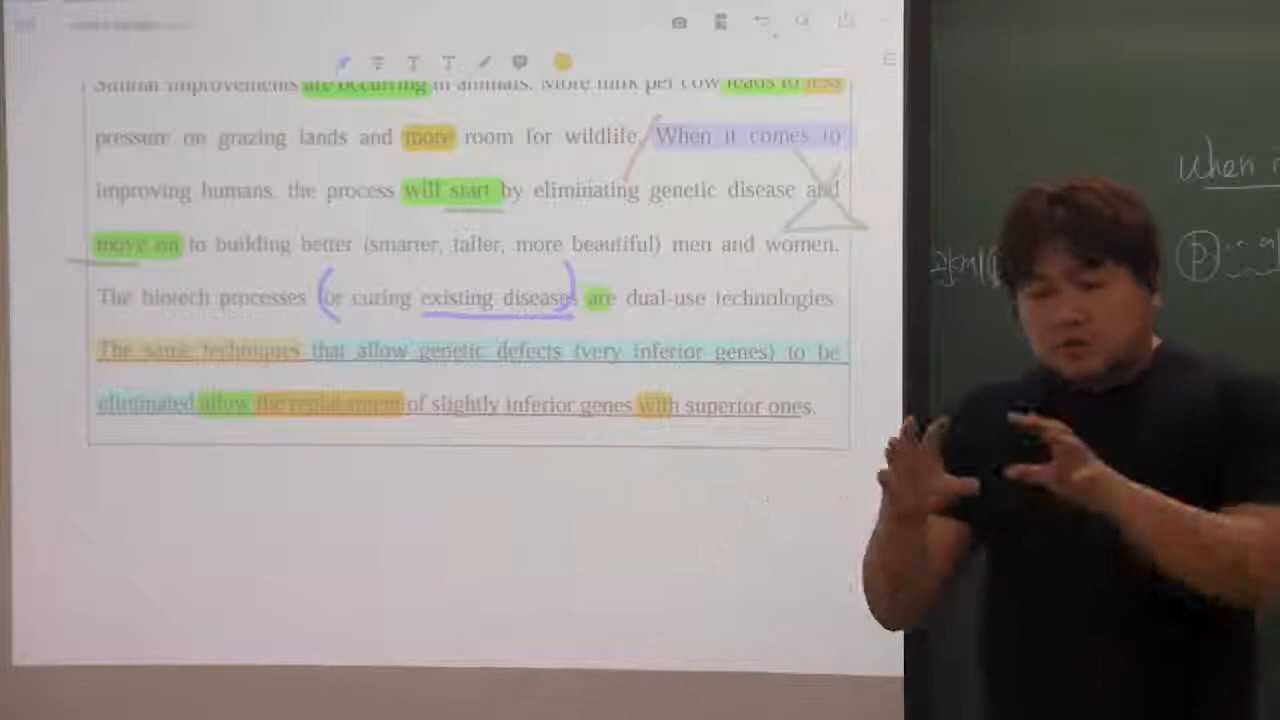 Similar improvements are occurring in animals. More milk per cow leads to less
pressure on grazing lands and more room for wildlife. When it comes to
improving humans, the process will start by eliminating genetic disease and
move on to building better (smarter, taller, more beautiful) men and women.
The biotech processes for curing existing diseases are dual-use technologies
The same techniques that allow genetic defects (very inferior genes) to be
eliminated allow the replacement of slightly inferior genes with superior ones.
When
P